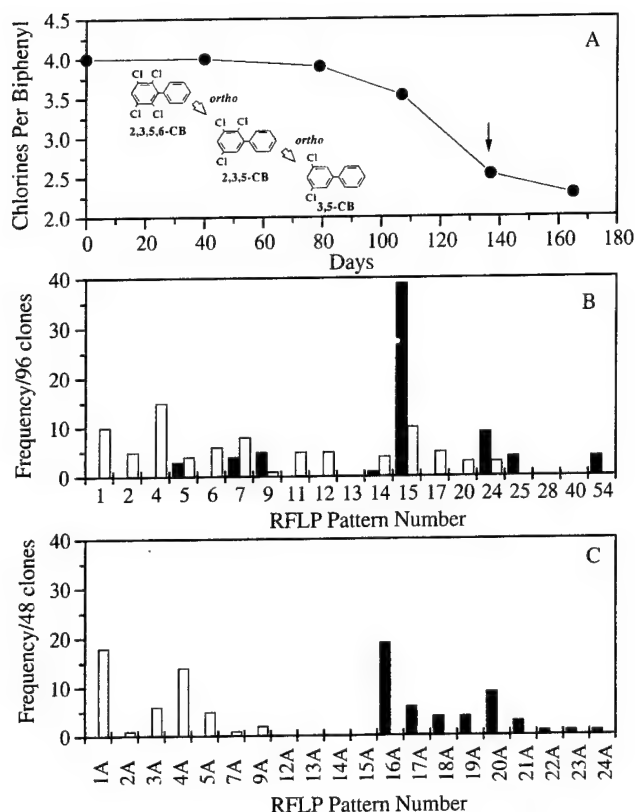 A
4.5
4.0
3.5
3.0
2.5
2.0
Chlorines Per Biphenyl
Cl Cl
Cl Cl
2,3,5,6-CB
ortho
Cl Cl
Cl
2,3,5-CB
ortho
Cl
Cl
3,5-CB
0 20 40 60 80 100 120 140 160 180
Days
B
40
30
20
10
0
Frequency/96 clones
1 2 4 5 6 7 9 11 12 13 14 15 17 20 24 25 28 40 54
RFLP Pattern Number
C
40
30
20
10
0
Frequency/48 clones
1A 2A 3A 4A 5A 7A 9A 12A 13A 14A 15A 16A 17A 18A 19A 20A 21A 22A 23A 24A
RFLP Pattern Number